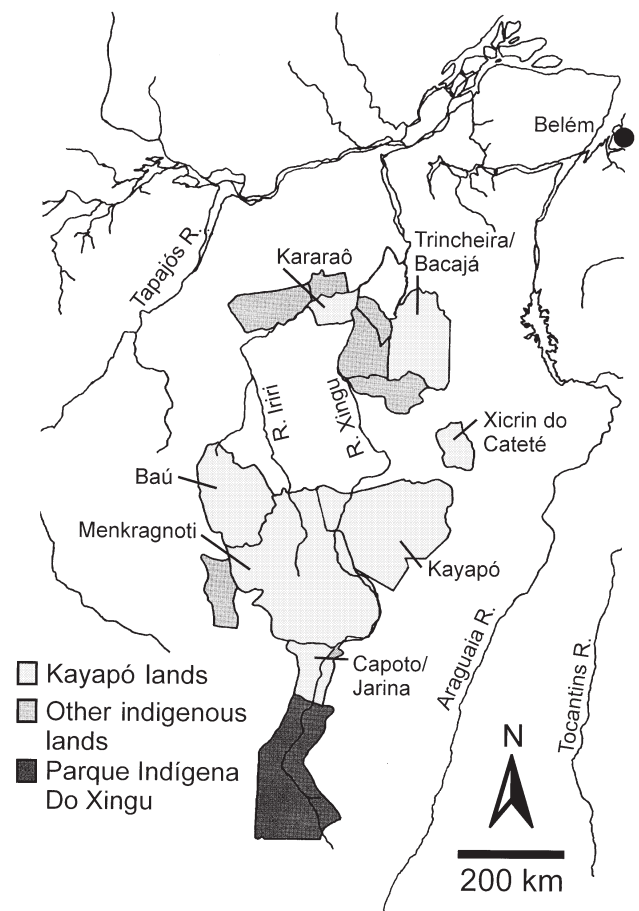 Belém
Tapajós R.
Kararaô
Trincheira/
Bacajá
R. Iriri
R. Xingu
Xicrin do
Cateté
Baú
Menkragnoti
Kayapó
Capoto/
Jarina
Araguaia R.
Tocantins R.
Kayapó lands
Other indigenous
lands
Parque Indígena
Do Xingu
N
200 km